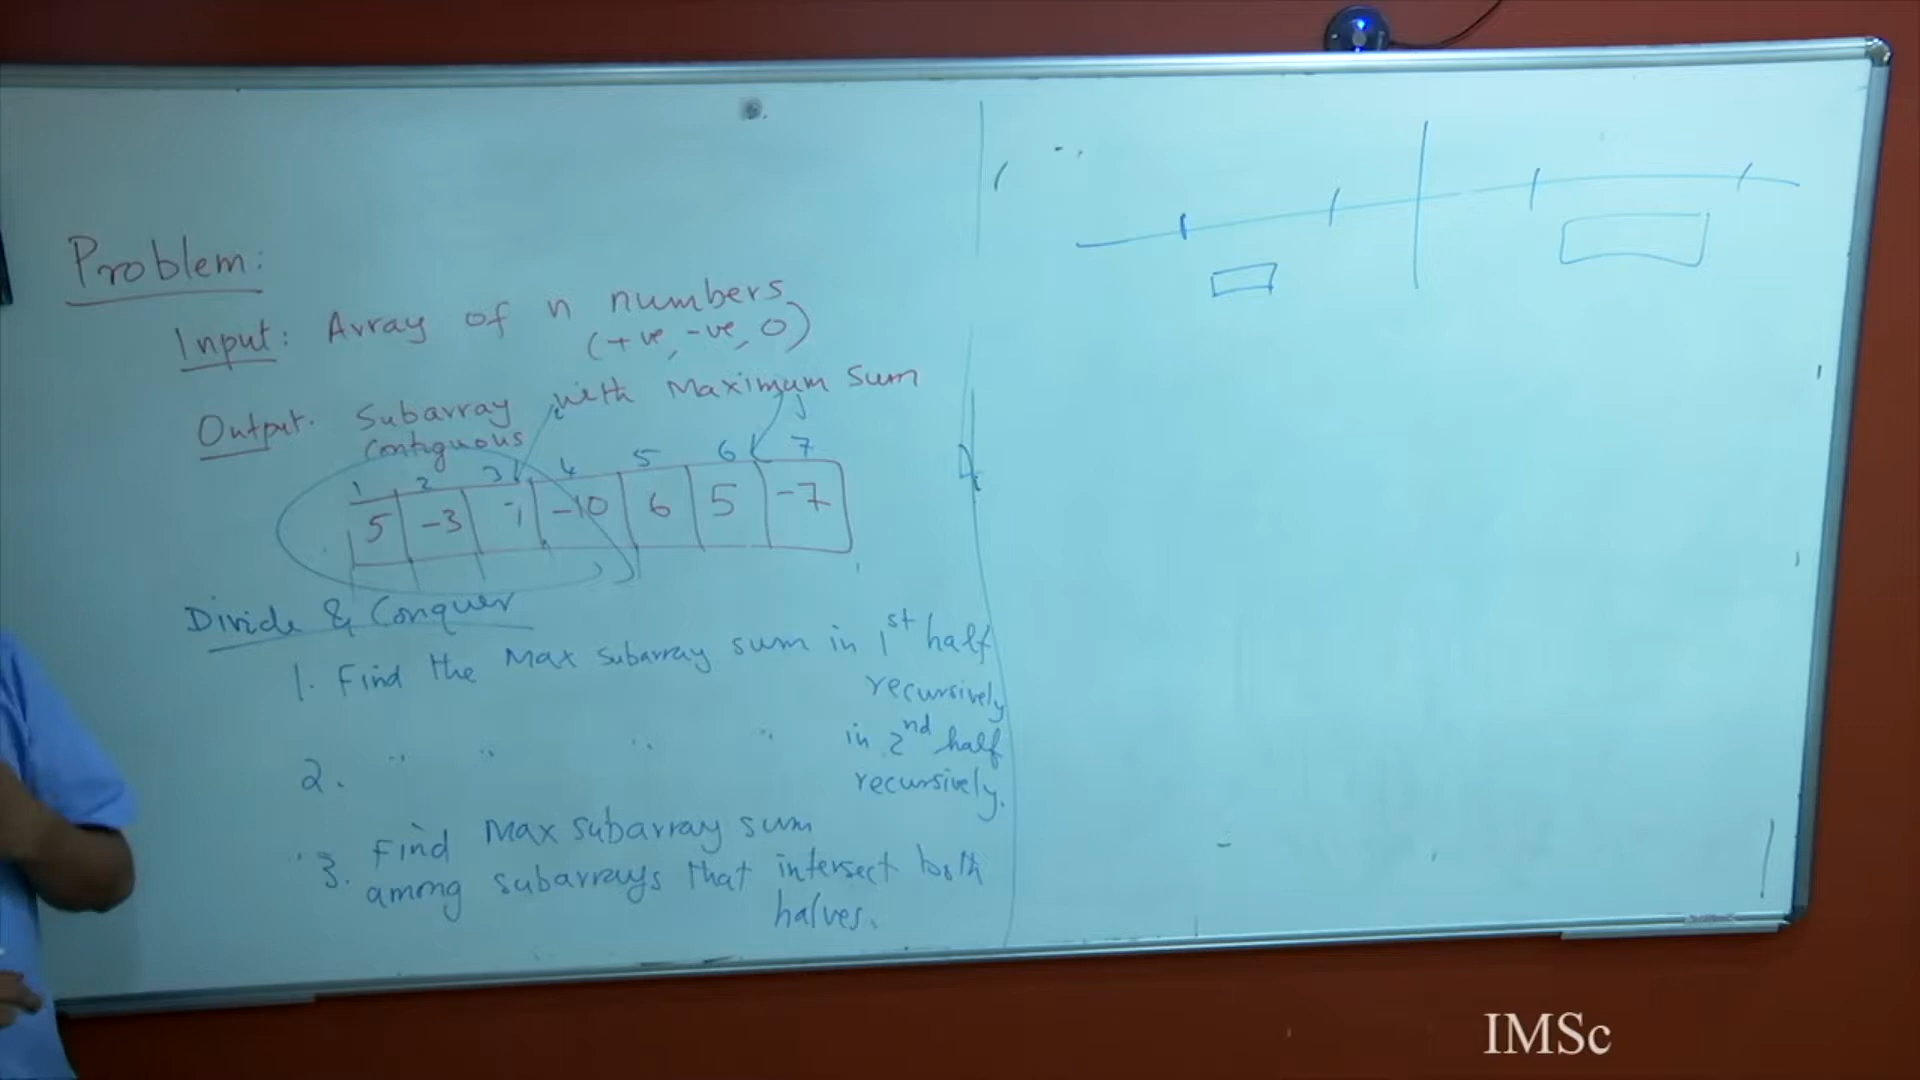 Problem:
Input: Array of n numbers
(+ve, -ve, 0)
Output. Subarray with Maximum Sum
contiguous
i j
1 2 3 4 5 6 7
5 -3 -1 -10 6 5 -7
Divide & Conquer
1. Find the Max subarray sum in 1st half
recursively
2. " " " " in 2nd half
recursively.
3. Find Max subarray sum
among subarrays that intersect both
halves.
IMSc